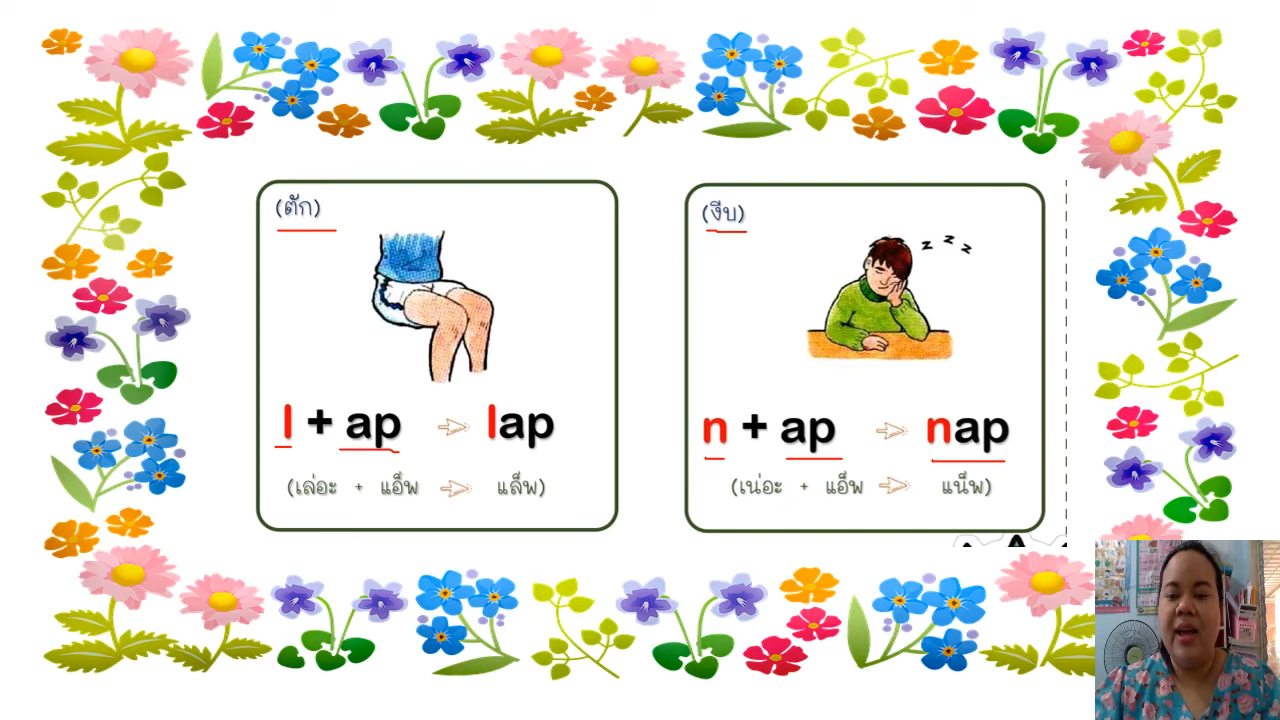 (ตัก)
l + ap lap
(เล่อะ + แอ็พ แล็พ)
(งีบ)
z z z
n + ap nap
(เน่อะ + แอ็พ แน็พ)